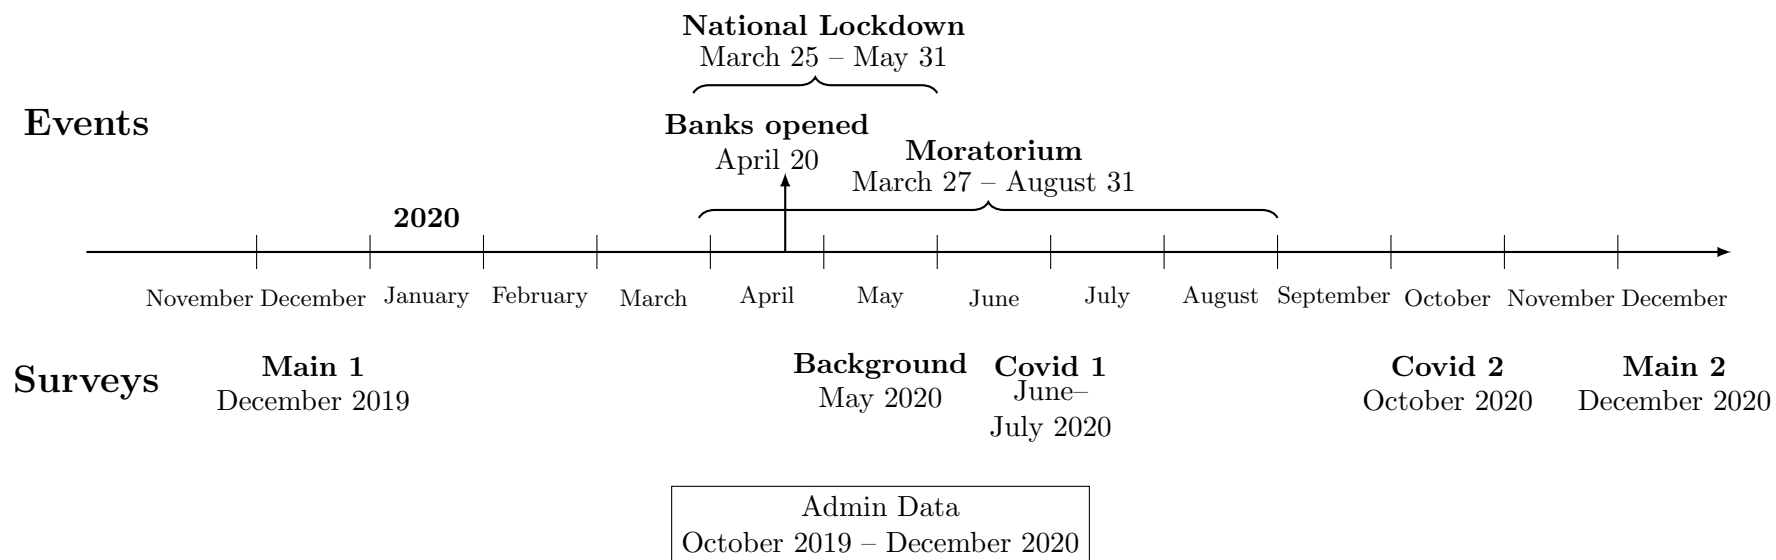 National Lockdown
March 25 – May 31
Events
Banks opened
April 20
Moratorium
March 27 – August 31
2020
November December January February March April May June July August September October November December
Surveys
Main 1
December 2019
Background
May 2020
Covid 1
June–
July 2020
Covid 2
October 2020
Main 2
December 2020
Admin Data
October 2019 – December 2020